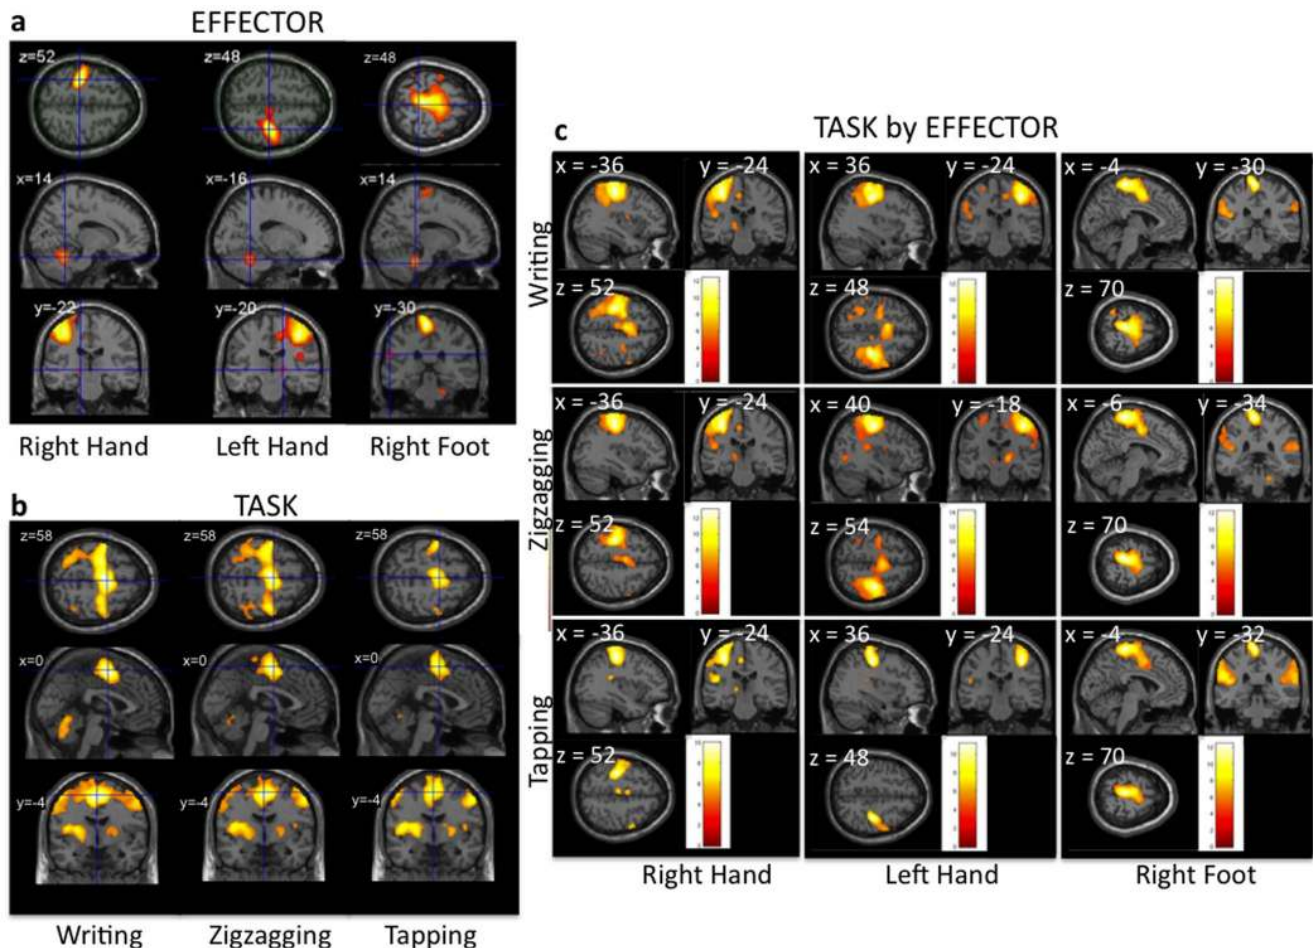 a
EFFECTOR
z=52 z=48 z=48
x=14 x=-16 x=14
y=-22 y=-20 y=-30
Right Hand Left Hand Right Foot
b
TASK
z=58 z=58 z=58
x=0 x=0 x=0
y=-4 y=-4 y=-4
Writing Zigzagging Tapping
c
TASK by EFFECTOR
Writing
x = -36 y = -24 x = 36 y = -24 x = -4 y = -30
z = 52 z = 48 z = 70
Zigzagging
x = -36 y = -24 x = 40 y = -18 x = -6 y = -34
z = 52 z = 54 z = 70
Tapping
x = -36 y = -24 x = 36 y = -24 x = -4 y = -32
z = 52 z = 48 z = 70
Right Hand Left Hand Right Foot